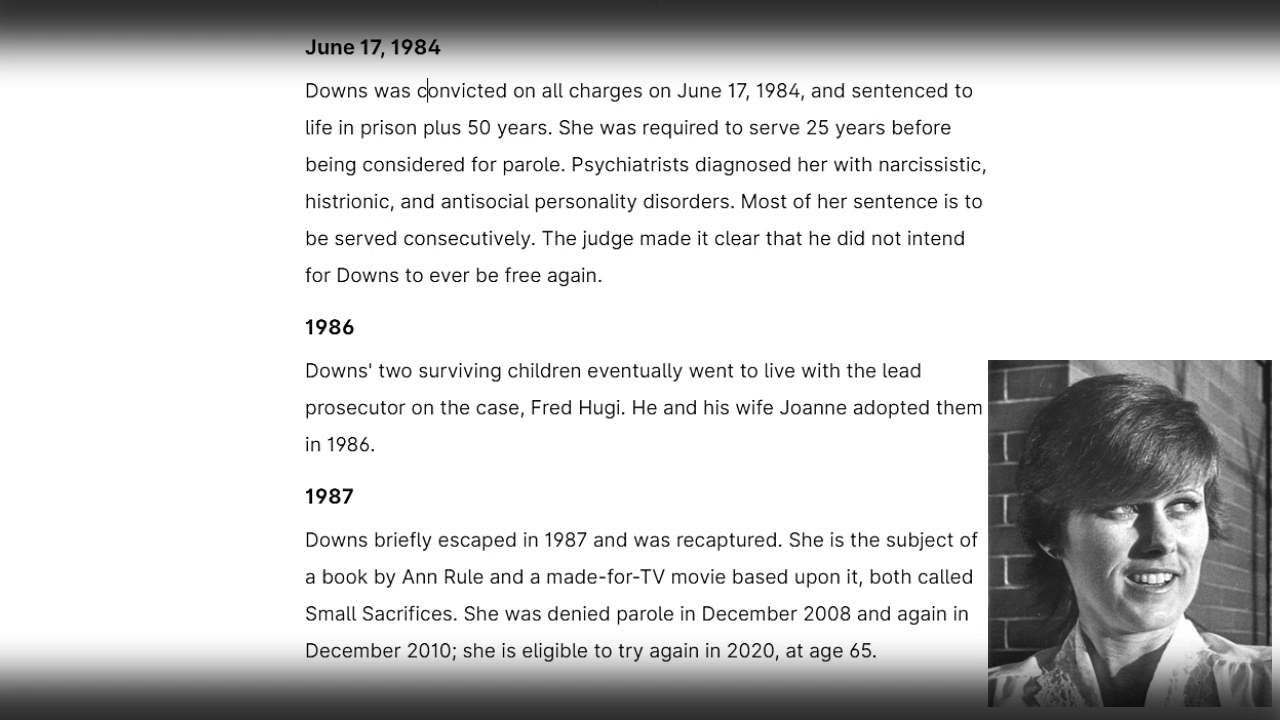 June 17, 1984
Downs was convicted on all charges on June 17, 1984, and sentenced to
life in prison plus 50 years. She was required to serve 25 years before
being considered for parole. Psychiatrists diagnosed her with narcissistic,
histrionic, and antisocial personality disorders. Most of her sentence is to
be served consecutively. The judge made it clear that he did not intend
for Downs to ever be free again.
1986
Downs' two surviving children eventually went to live with the lead
prosecutor on the case, Fred Hugi. He and his wife Joanne adopted them
in 1986.
1987
Downs briefly escaped in 1987 and was recaptured. She is the subject of
a book by Ann Rule and a made-for-TV movie based upon it, both called
Small Sacrifices. She was denied parole in December 2008 and again in
December 2010; she is eligible to try again in 2020, at age 65.